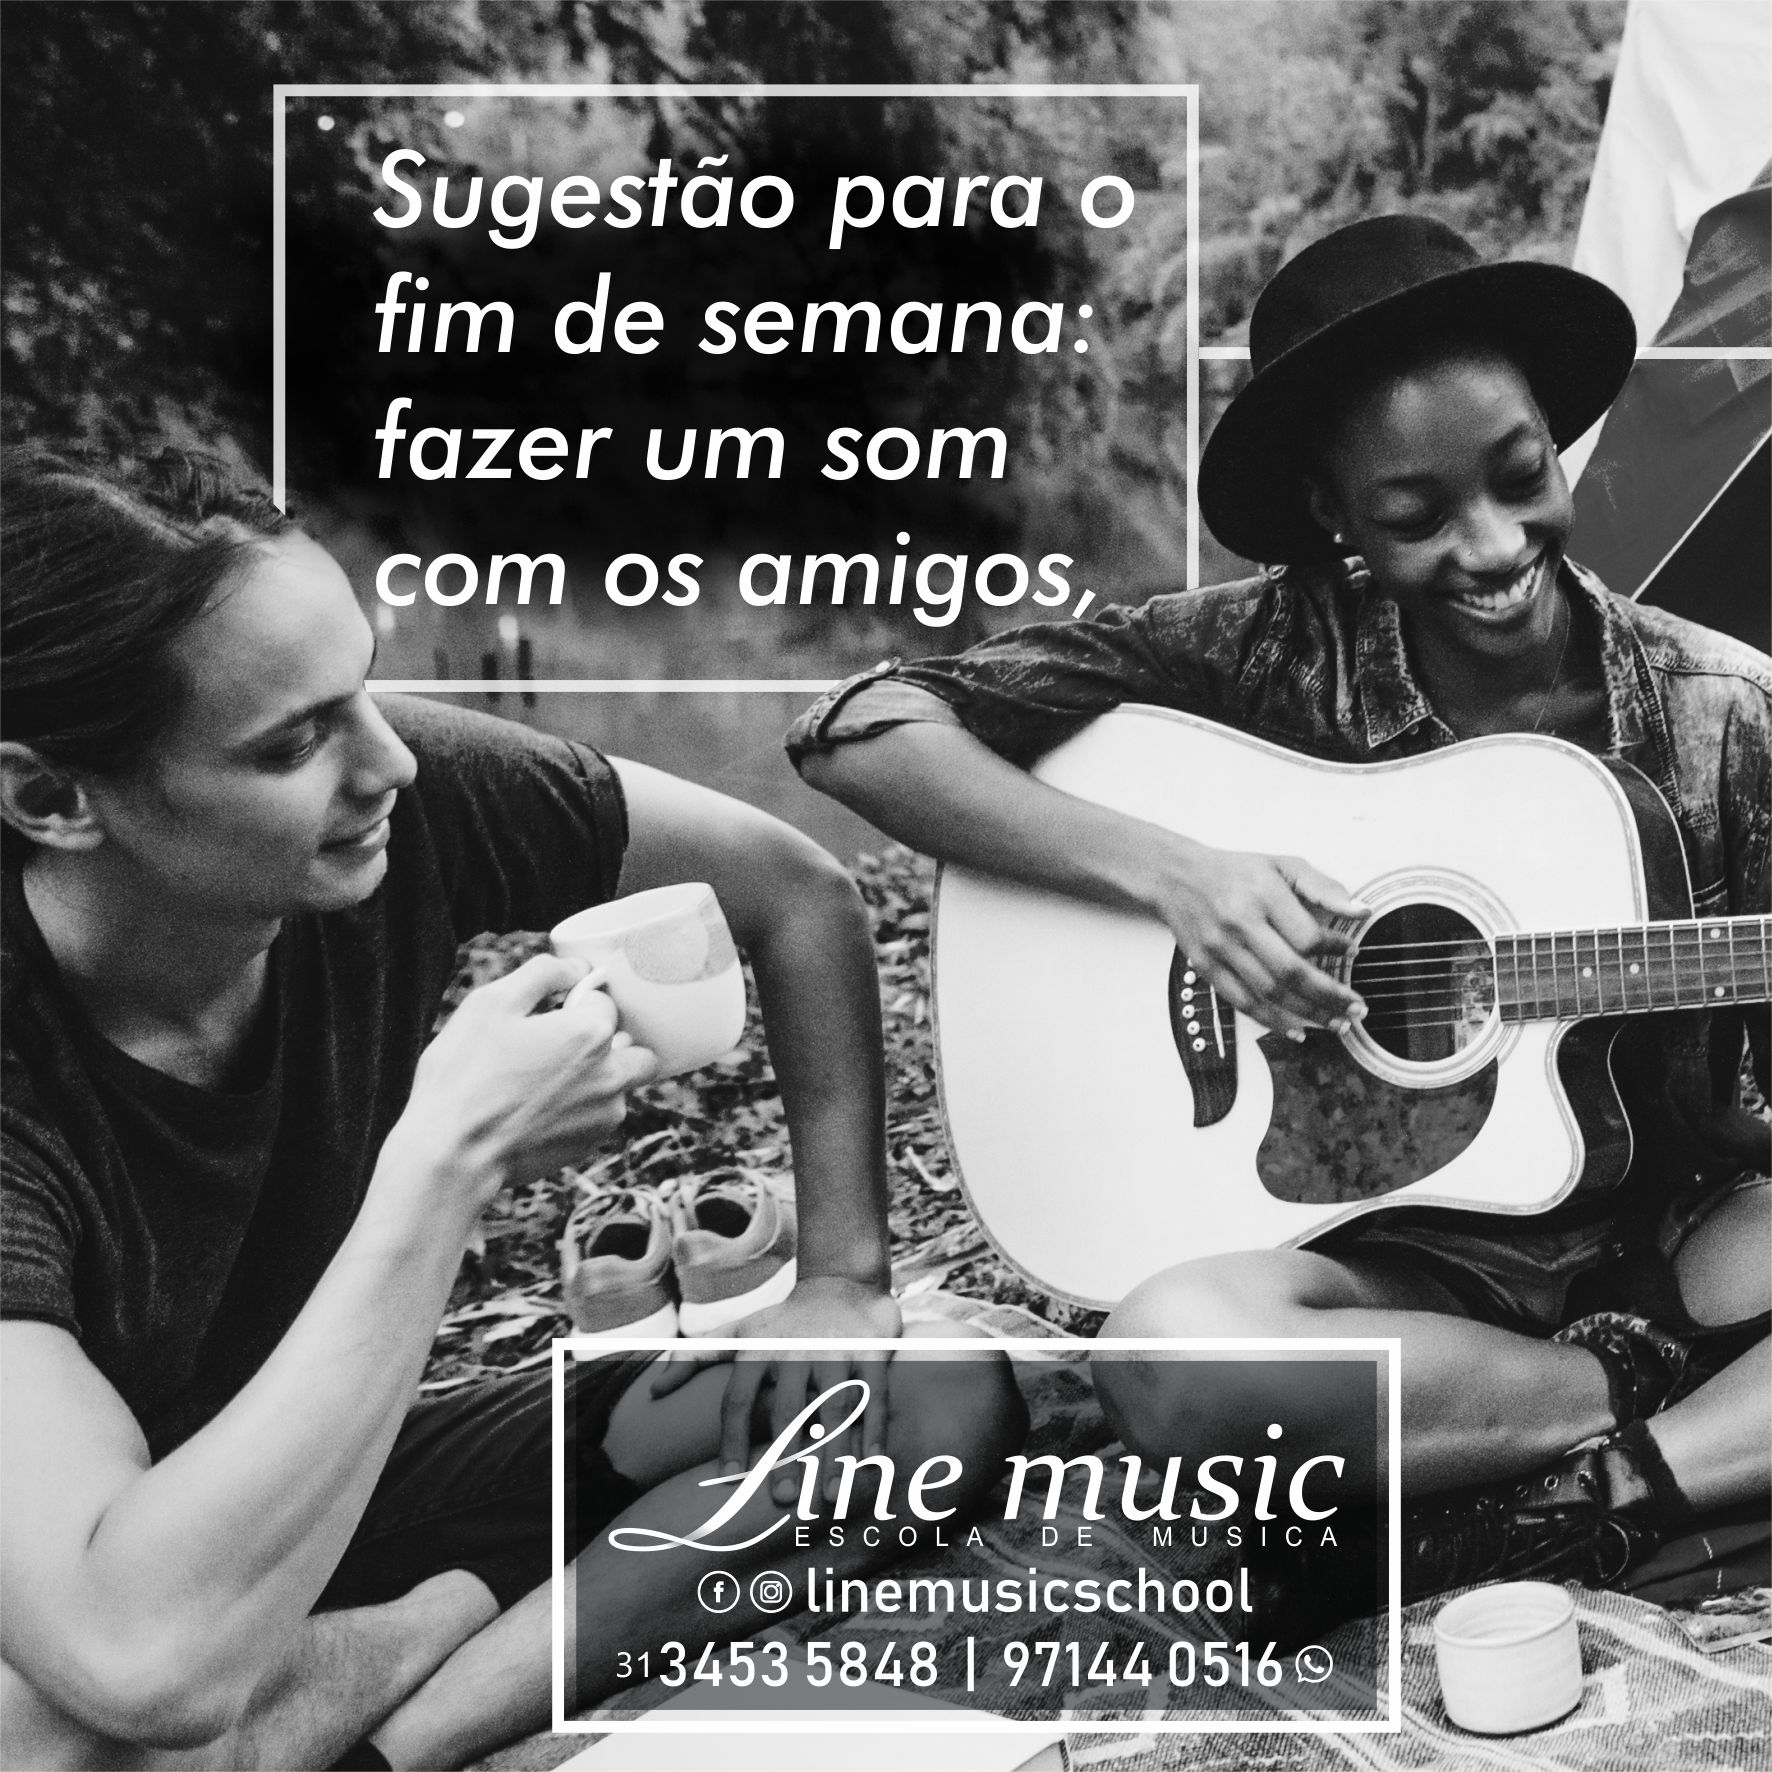 Sugestão para o
fim de semana:
fazer um som
com os amigos,
Line music
ESCOLA DE MUSICA
linemusicschool
31 3453 5848 | 97144 0516